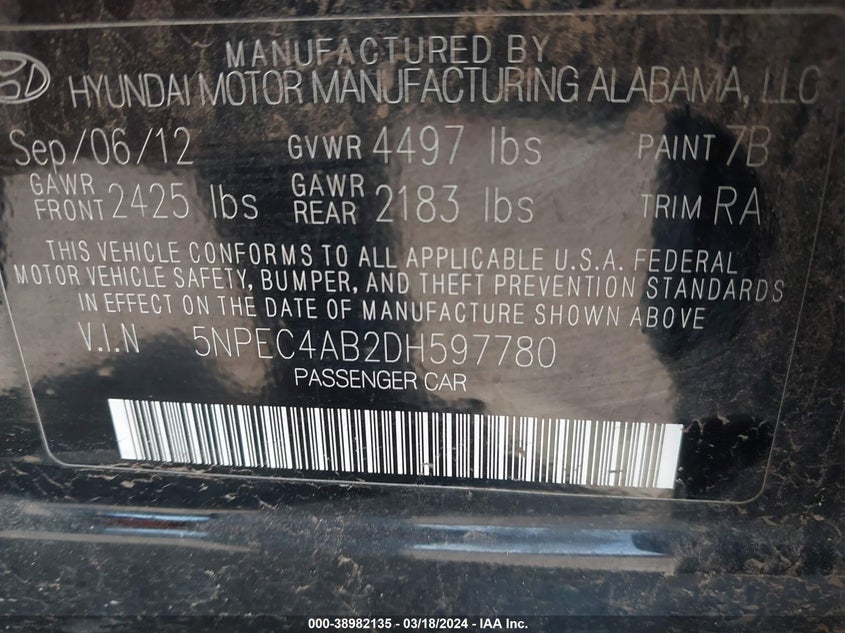 MANUFACTURED BY
HYUNDAI MOTOR MANUFACTURING ALABAMA, LLC
Sep/06/12 GVWR 4497 lbs PAINT 7B
GAWR FRONT 2425 lbs GAWR REAR 2183 lbs TRIM RA
THIS VEHICLE CONFORMS TO ALL APPLICABLE U.S.A. FEDERAL
MOTOR VEHICLE SAFETY, BUMPER, AND THEFT PREVENTION STANDARDS
IN EFFECT ON THE DATE OF MANUFACTURE SHOWN ABOVE
V.I.N 5NPEC4AB2DH597780
PASSENGER CAR
000-38982135 - 03/18/2024 - IAA Inc.